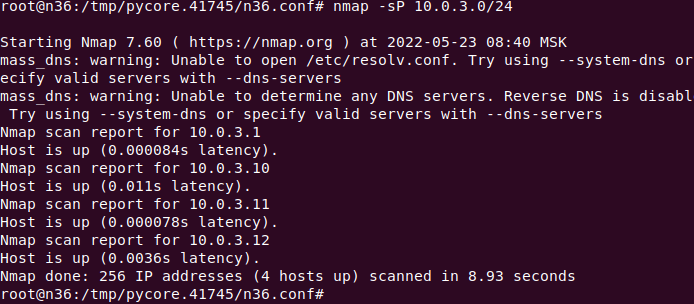 root@n36:/tmp/pycore.41745/n36.conf# nmap -sP 10.0.3.0/24
Starting Nmap 7.60 ( https://nmap.org ) at 2022-05-23 08:40 MSK
mass_dns: warning: Unable to open /etc/resolv.conf. Try using --system-dns or
ecify valid servers with --dns-servers
mass_dns: warning: Unable to determine any DNS servers. Reverse DNS is disabl
 Try using --system-dns or specify valid servers with --dns-servers
Nmap scan report for 10.0.3.1
Host is up (0.000084s latency).
Nmap scan report for 10.0.3.10
Host is up (0.011s latency).
Nmap scan report for 10.0.3.11
Host is up (0.000078s latency).
Nmap scan report for 10.0.3.12
Host is up (0.0036s latency).
Nmap done: 256 IP addresses (4 hosts up) scanned in 8.93 seconds
root@n36:/tmp/pycore.41745/n36.conf#